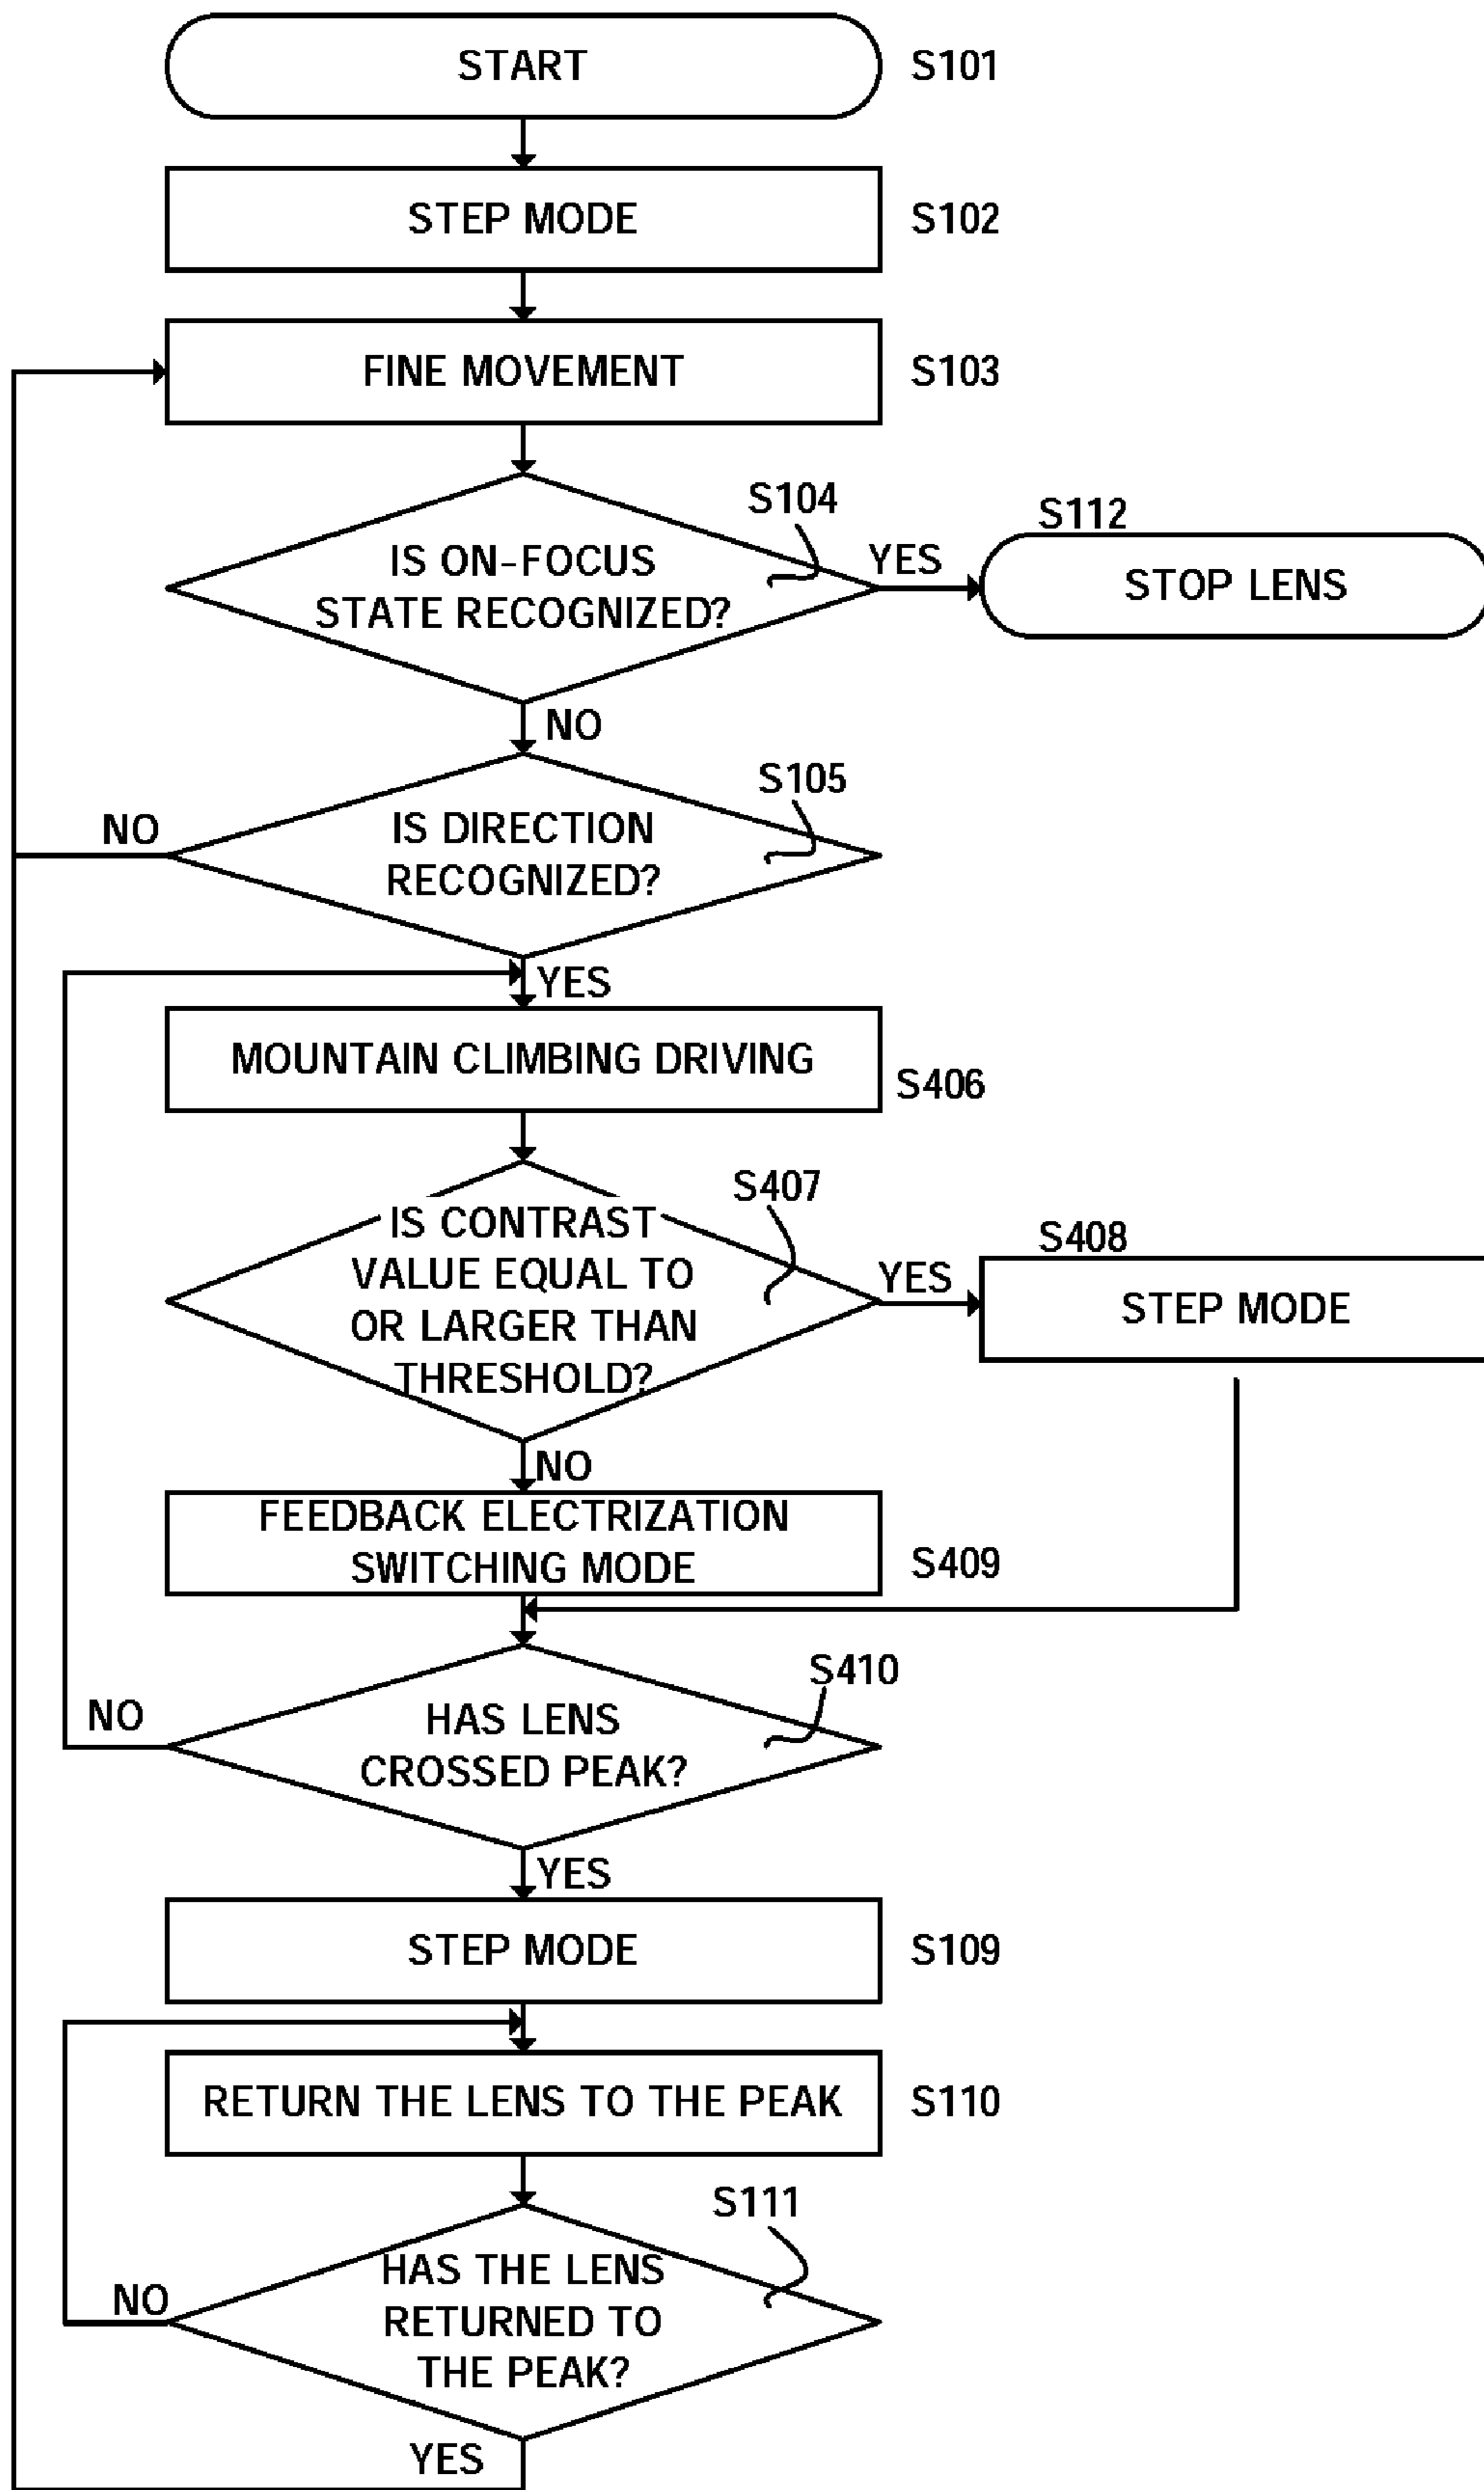 START
S101
STEP MODE
S102
FINE MOVEMENT
S103
S104
IS ON-FOCUS
STATE RECOGNIZED?
YES
S112
STOP LENS
NO
S105
IS DIRECTION
RECOGNIZED?
NO
YES
MOUNTAIN CLIMBING DRIVING
S406
S407
IS CONTRAST
VALUE EQUAL TO
OR LARGER THAN
THRESHOLD?
YES
S408
STEP MODE
NO
FEEDBACK ELECTRIZATION
SWITCHING MODE
S409
S410
HAS LENS
CROSSED PEAK?
NO
YES
STEP MODE
S109
RETURN THE LENS TO THE PEAK
S110
S111
HAS THE LENS
RETURNED TO
THE PEAK?
NO
YES